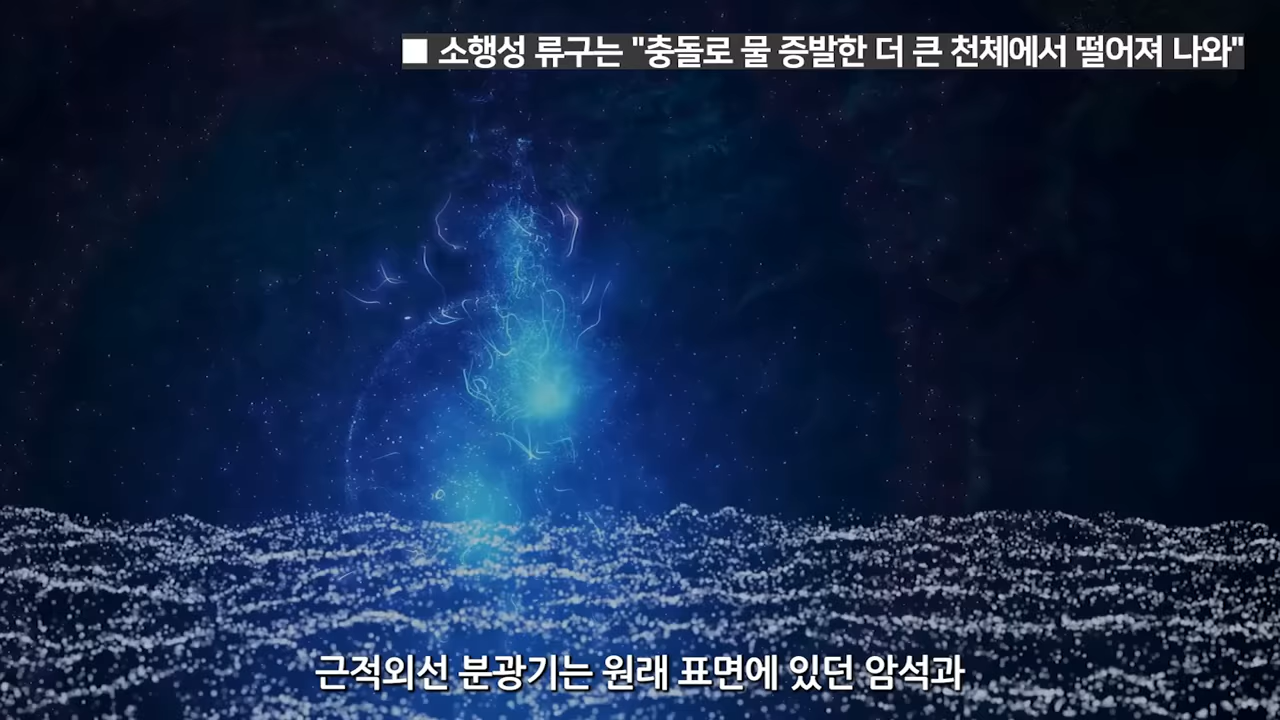 ■ 소행성 류구는 "충돌로 물 증발한 더 큰 천체에서 떨어져 나와"
근적외선 분광기는 원래 표면에 있던 암석과